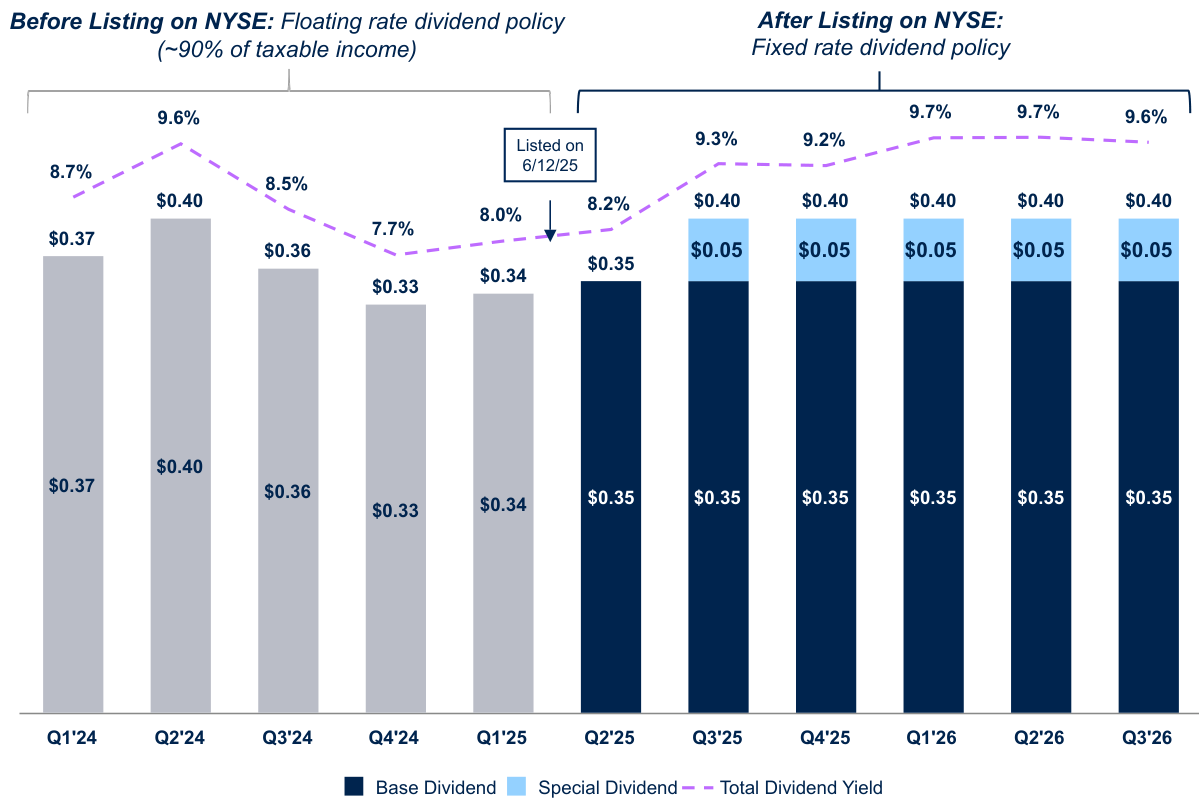 Before Listing on NYSE: Floating rate dividend policy
(~90% of taxable income)
After Listing on NYSE:
Fixed rate dividend policy
8.7%
9.6%
8.5%
7.7%
8.0%
Listed on
6/12/25
8.2%
9.3%
9.2%
9.7%
9.7%
9.6%
$0.37
$0.40
$0.36
$0.33
$0.34
$0.35
$0.40
$0.40
$0.40
$0.40
$0.40
$0.05
$0.05
$0.05
$0.05
$0.05
$0.37
$0.40
$0.36
$0.33
$0.34
$0.35
$0.35
$0.35
$0.35
$0.35
$0.35
Q1'24
Q2'24
Q3'24
Q4'24
Q1'25
Q2'25
Q3'25
Q4'25
Q1'26
Q2'26
Q3'26
Base Dividend
Special Dividend
Total Dividend Yield